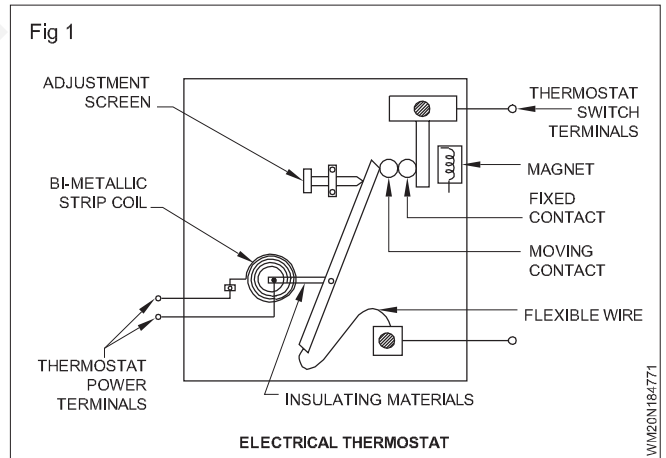 Fig 1
ADJUSTMENT
SCREEN
THERMOSTAT
SWITCH
TERMINALS
BI-METALLIC
STRIP COIL
MAGNET
FIXED
CONTACT
MOVING
CONTACT
FLEXIBLE WIRE
THERMOSTAT
POWER
TERMINALS
INSULATING MATERIALS
ELECTRICAL THERMOSTAT
WM20N184771